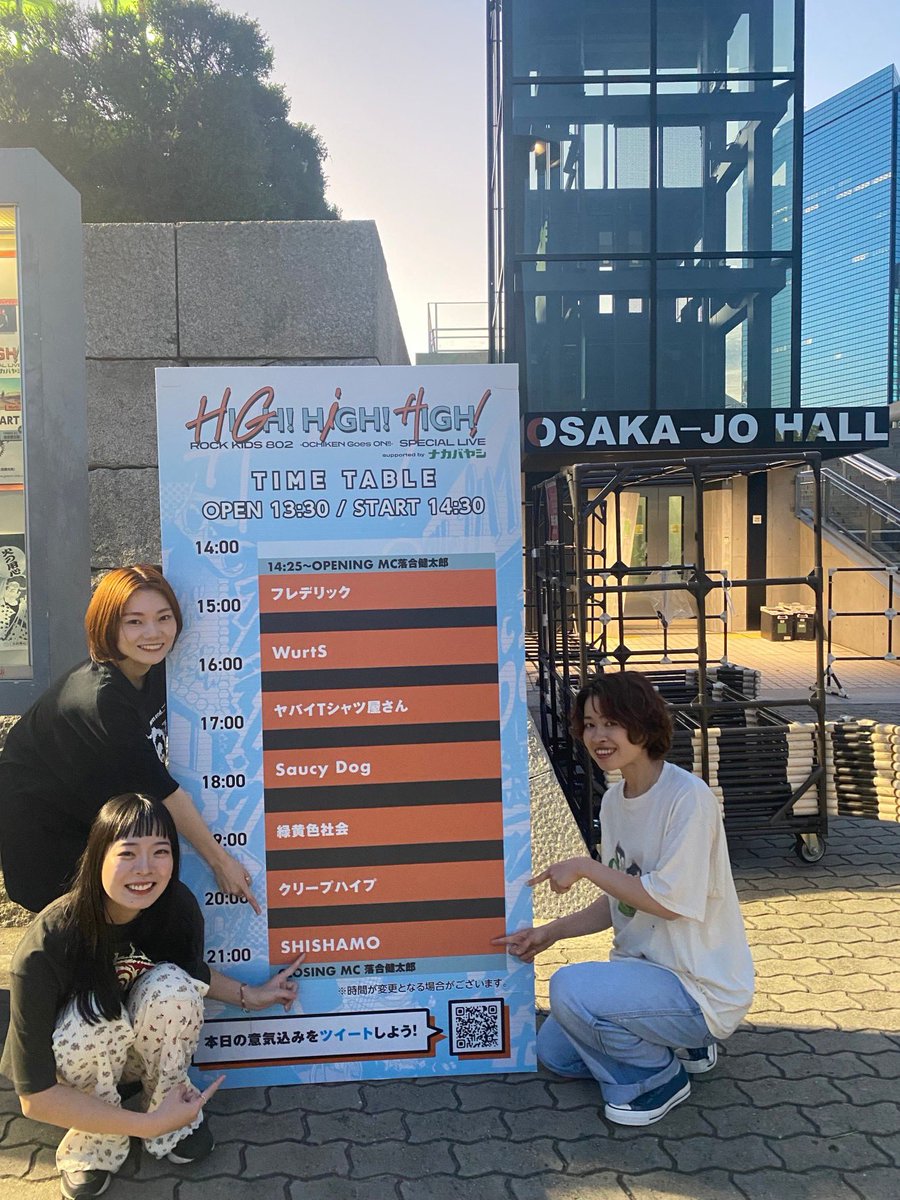 HiGH! HiGH! HiGH!
ROCK KIDS 802 -OCHiKEN Goes ON!!- SPECIAL LIVE
supported by ナカバヤシ
TIME TABLE
OPEN 13:30 / START 14:30
14:00
14:25~OPENING MC落合健太郎
フレデリック
15:00
WurtS
16:00
ヤバイTシャツ屋さん
17:00
Saucy Dog
18:00
緑黄色社会
9:00
クリープハイプ
20:00
SHISHAMO
21:00
OSING MC 落合健太郎
※時間が変更となる場合がございます。
本日の意気込みをツイートしよう!
OSAKA-JO HALL